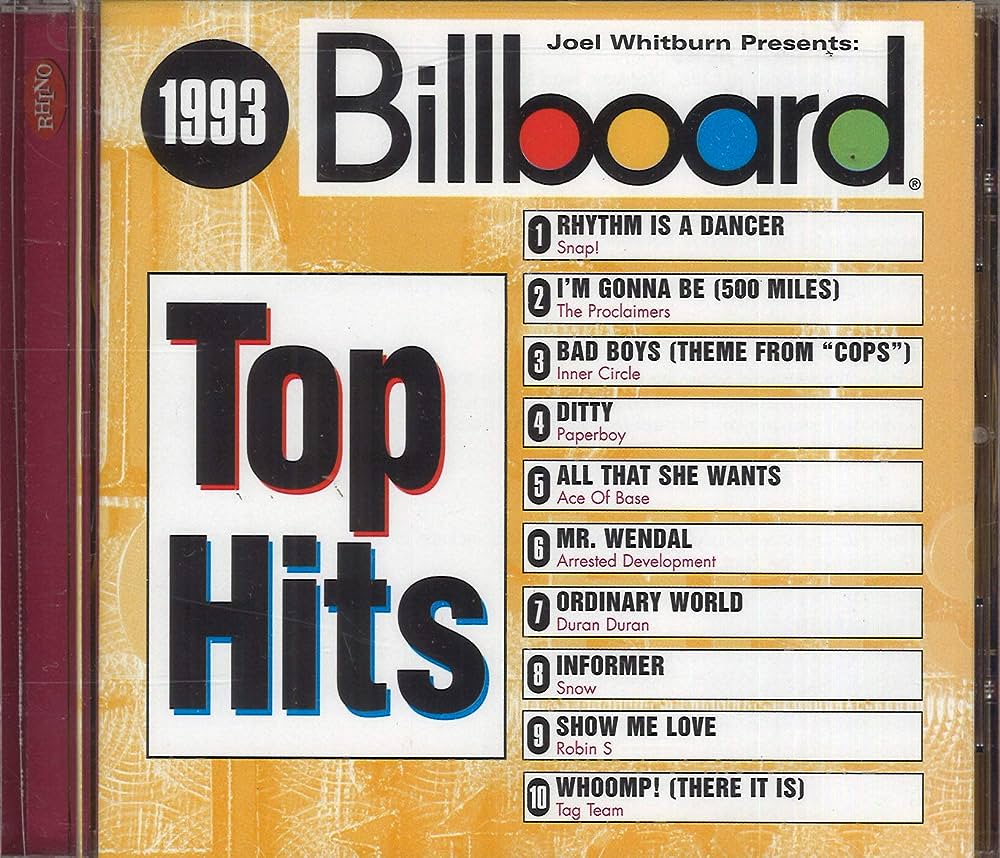 RHINO
1993
Joel Whitburn Presents:
Billboard®
Top
Hits
1 RHYTHM IS A DANCER
Snap!
2 I'M GONNA BE (500 MILES)
The Proclaimers
3 BAD BOYS (THEME FROM “COPS”)
Inner Circle
4 DITTY
Paperboy
5 ALL THAT SHE WANTS
Ace Of Base
6 MR. WENDAL
Arrested Development
7 ORDINARY WORLD
Duran Duran
8 INFORMER
Snow
9 SHOW ME LOVE
Robin S
10 WHOOMP! (THERE IT IS)
Tag Team